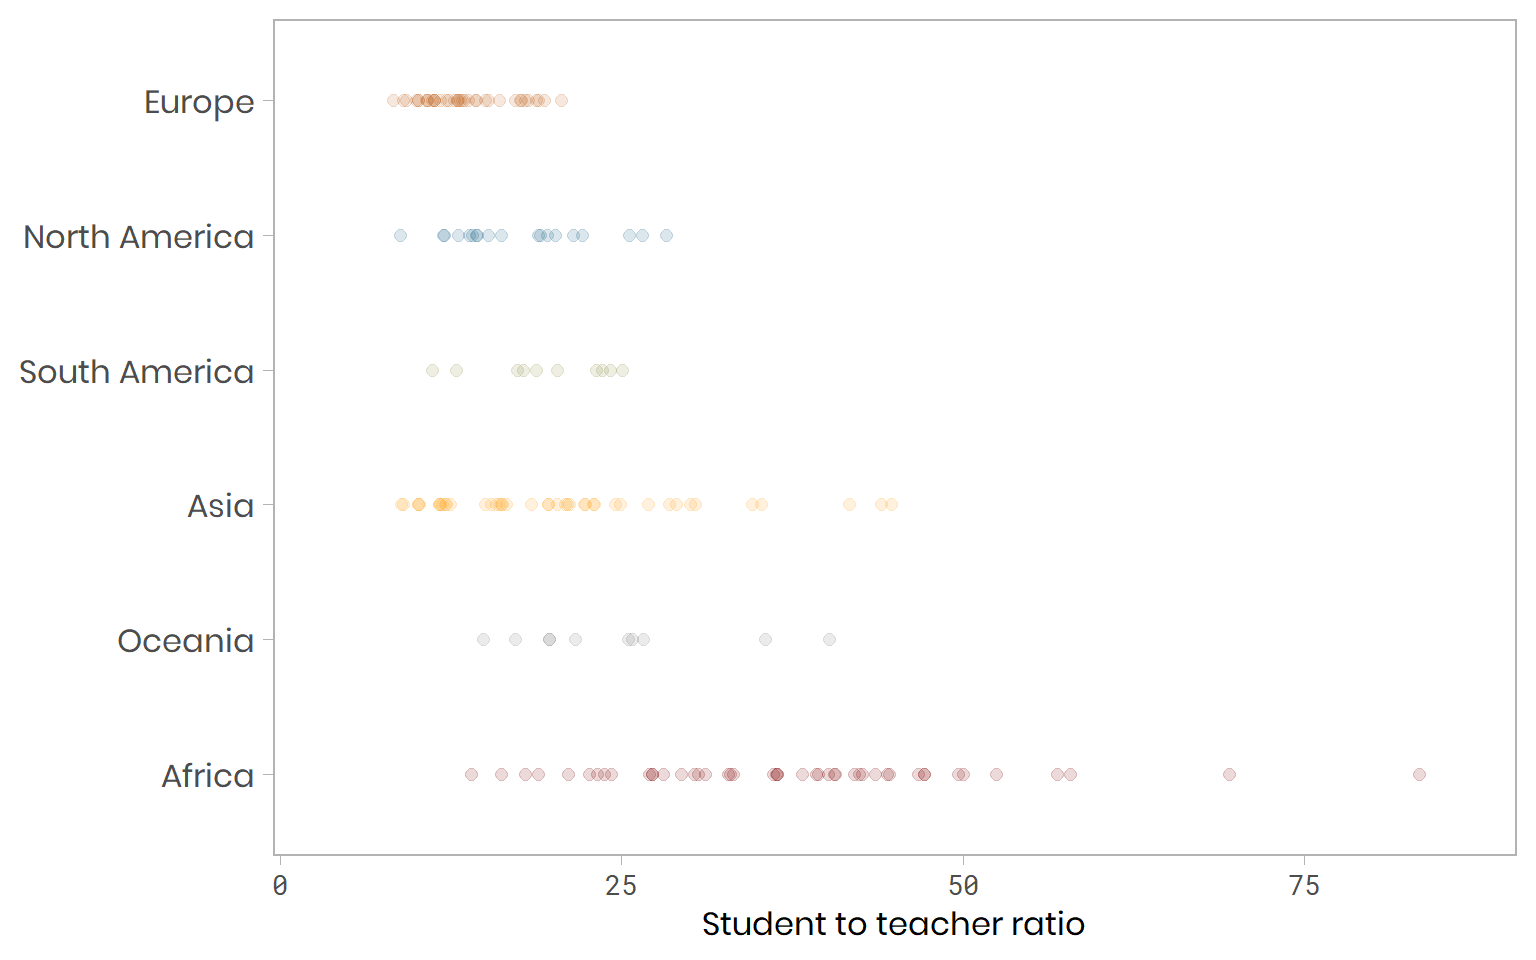 Europe
North America
South America
Asia
Oceania
Africa
0 25 50 75
Student to teacher ratio